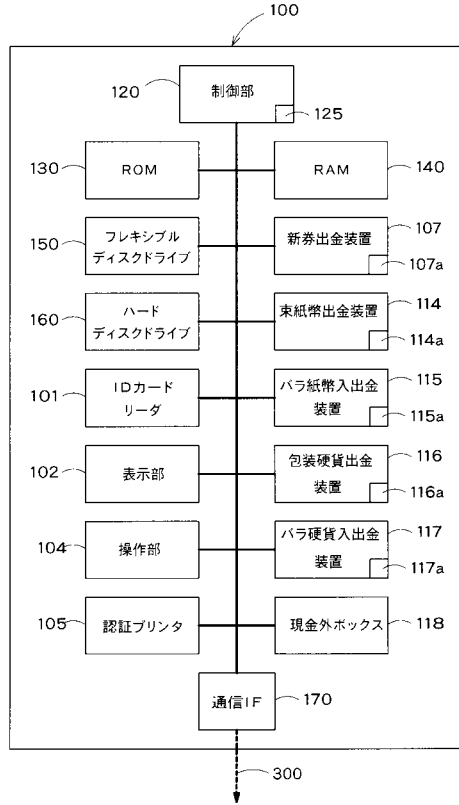 100
120
制御部
125
130
ROM
RAM
140
150
フレキシブル
ディスクドライブ
新券出金装置
107
107a
160
ハード
ディスクドライブ
束紙幣出金装置
114
114a
101
IDカード
リーダ
バラ紙幣入出金
装置
115
115a
102
表示部
包装硬貨出金
装置
116
116a
104
操作部
バラ硬貨入出金
装置
117
117a
105
認証プリンタ
現金外ボックス
118
通信IF
170
300